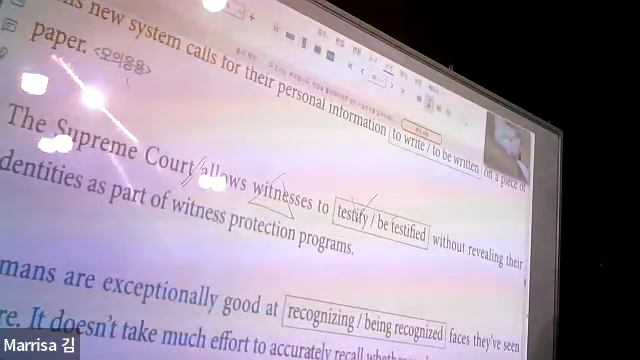 his new system calls for their personal information to write / to be written on a piece of
paper. <모의응용>
The Supreme Court allows witnesses to testify / be testified without revealing their
dentities as part of witness protection programs.
mans are exceptionally good at recognizing / being recognized faces they've seen
re. It doesn't take much effort to accurately recall whether
Marrisa 김